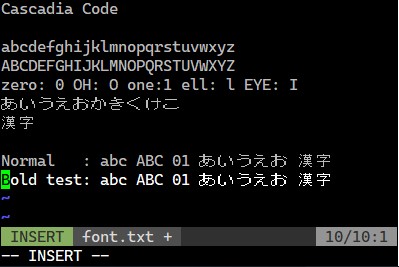 Cascadia Code

abcdefghijklmnopqrstuvwxyz
ABCDEFGHIJKLMNOPQRSTUVWXYZ
zero: 0 OH: O one:1 ell: l EYE: I
あいうえおかきくけこ
漢字

Normal   : abc ABC 01 あいうえお 漢字
Bold test: abc ABC 01 あいうえお 漢字
~
~
INSERT  font.txt +  10/10:1
-- INSERT --